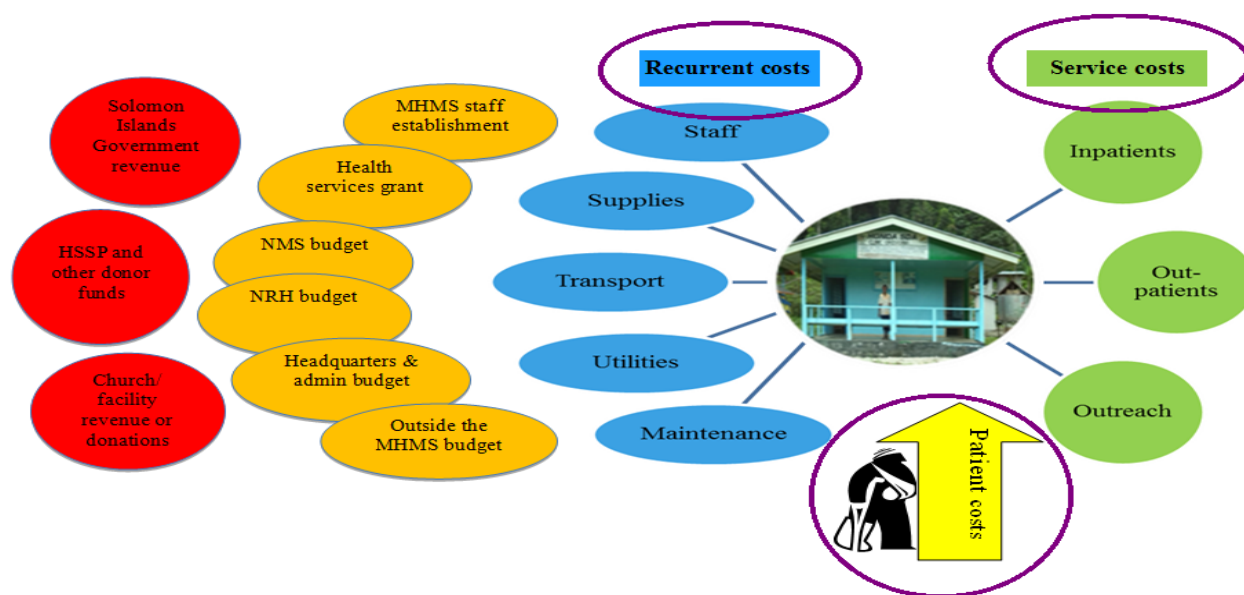 Solomon
Islands
Government
revenue
HSSP and
other donor
funds
Church/
facility
revenue or
donations
MHMS staff
establishment
Health
services grant
NMS budget
NRH budget
Headquarters &
admin budget
Outside the
MHMS budget
Recurrent costs
Staff
Supplies
Transport
Utilities
Maintenance
Service costs
Inpatients
Out-
patients
Outreach
Patient costs